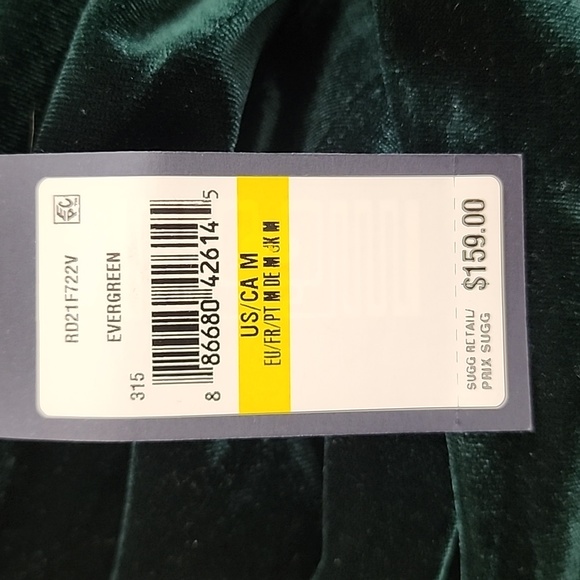 RD21F722V
EVERGREEN
315
8 86680 42614 5
US/CA M
EU/FR/PT M DE M UK M
SUGG RETAIL/
PRIX SUGG $159.00